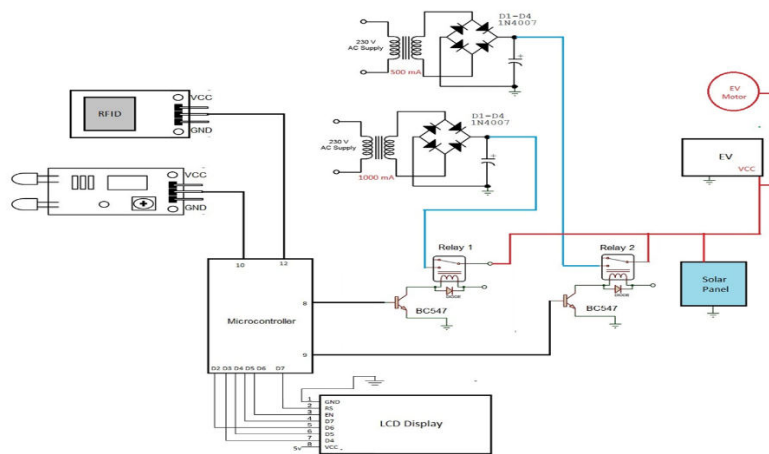 D1-D4
1N4007
230 V
AC Supply
500 mA
EV
Motor
VCC
RFID
GND
D1-D4
1N4007
230 V
AC Supply
1000 mA
EV
VCC
VCC
GND
Relay 1
Relay 2
Solar
Panel
10
12
DIODE
DIODE
8
BC547
BC547
Microcontroller
9
D2 D3 D4 D5 D6 D7
1 GND
2 RS
3 EN
4 D7
5 D6
6 D5
7 D4
5v 8 VCC
LCD Display